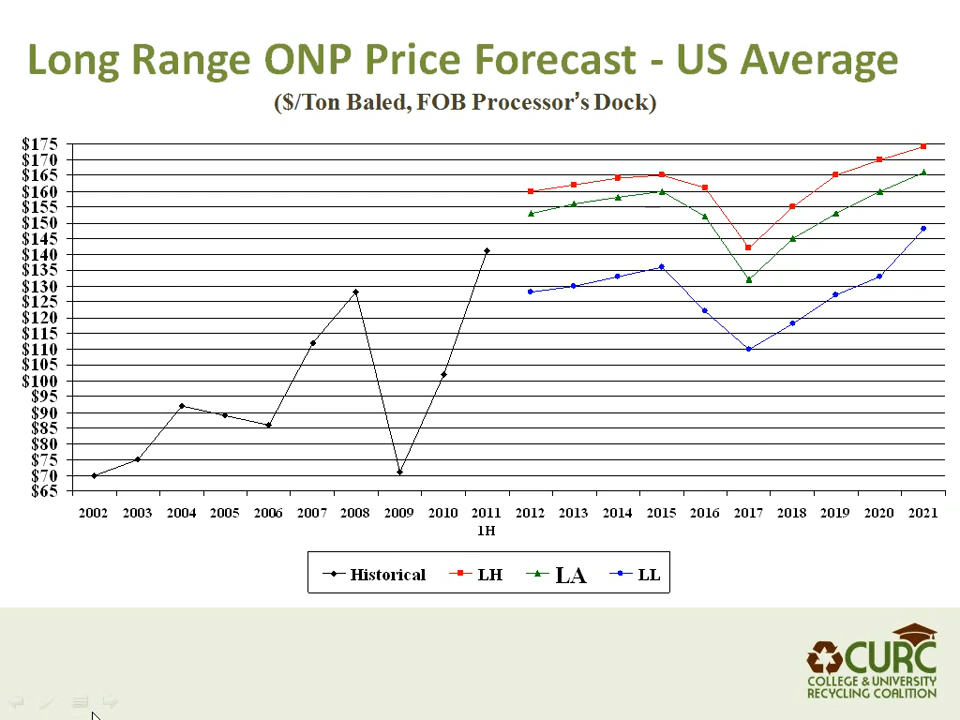 Long Range ONP Price Forecast - US Average
($/Ton Baled, FOB Processor’s Dock)
$175
$170
$165
$160
$155
$150
$145
$140
$135
$130
$125
$120
$115
$110
$105
$100
$95
$90
$85
$80
$75
$70
$65
2002 2003 2004 2005 2006 2007 2008 2009 2010 2011 2012 2013 2014 2015 2016 2017 2018 2019 2020 2021
1H
Historical LH LA LL
CURC
COLLEGE & UNIVERSITY
RECYCLING COALITION